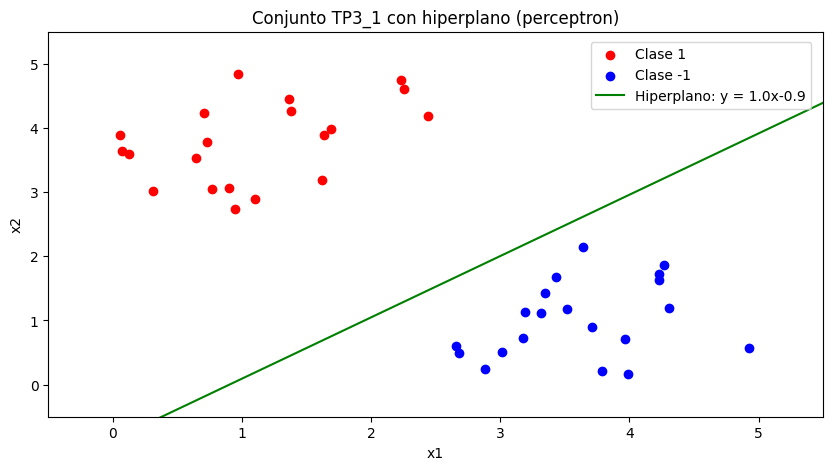 Conjunto TP3_1 con hiperplano (perceptron)
Clase 1
Clase -1
Hiperplano: y = 1.0x-0.9
x2
5
4
3
2
1
0
0 1 2 3 4 5
x1